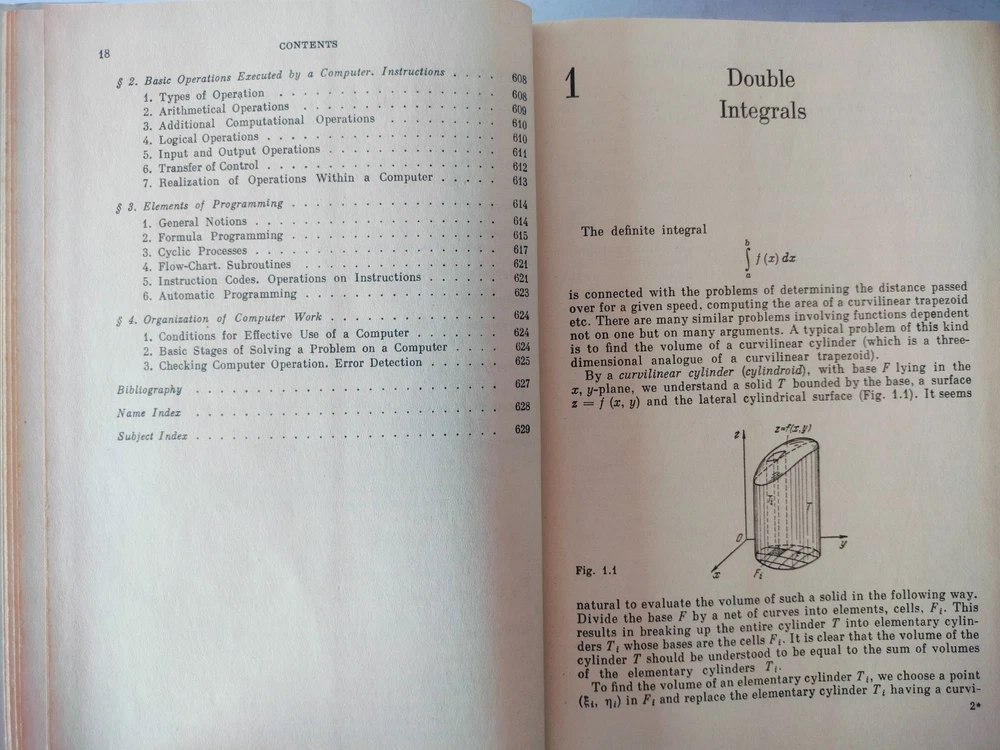 18
CONTENTS
§ 2. Basic Operations Executed by a Computer. Instructions . . . . 608
1. Types of Operation . . . . . . . . . . . . . . . . . 608
2. Arithmetical Operations . . . . . . . . . . . . . . . 609
3. Additional Computational Operations . . . . . . . . 610
4. Logical Operations . . . . . . . . . . . . . . . . . . 610
5. Input and Output Operations . . . . . . . . . . . . . 611
6. Transfer of Control . . . . . . . . . . . . . . . . . . 612
7. Realization of Operations Within a Computer . . . . . 613
§ 3. Elements of Programming . . . . . . . . . . . . . . . . 614
1. General Notions . . . . . . . . . . . . . . . . . . . 614
2. Formula Programming . . . . . . . . . . . . . . . . 615
3. Cyclic Processes . . . . . . . . . . . . . . . . . . . 617
4. Flow-Chart. Subroutines . . . . . . . . . . . . . . . 621
5. Instruction Codes. Operations on Instructions . . . . . 621
6. Automatic Programming . . . . . . . . . . . . . . . 623
§ 4. Organization of Computer Work . . . . . . . . . . . . . 624
1. Conditions for Effective Use of a Computer . . . . . . 624
2. Basic Stages of Solving a Problem on a Computer . . . . 624
3. Checking Computer Operation. Error Detection . . . . . 625
Bibliography . . . . . . . . . . . . . . . . . . . . . . . 627
Name Index . . . . . . . . . . . . . . . . . . . . . . . 628
Subject Index . . . . . . . . . . . . . . . . . . . . . . . 629
1
Double
Integrals
The definite integral
b
∫ f (x) dx
a
is connected with the problems of determining the distance passed
over for a given speed, computing the area of a curvilinear trapezoid
etc. There are many similar problems involving functions dependent
not on one but on many arguments. A typical problem of this kind
is to find the volume of a curvilinear cylinder (which is a three-
dimensional analogue of a curvilinear trapezoid).
By a curvilinear cylinder (cylindroid), with base F lying in the
x, y-plane, we understand a solid T bounded by the base, a surface
z = f (x, y) and the lateral cylindrical surface (Fig. 1.1). It seems
z
z=f(x,y)
Tᵢ
T
O
y
x
Fᵢ
Fig. 1.1
natural to evaluate the volume of such a solid in the following way.
Divide the base F by a net of curves into elements, cells, Fᵢ. This
results in breaking up the entire cylinder T into elementary cylin-
ders Tᵢ whose bases are the cells Fᵢ. It is clear that the volume of the
cylinder T should be understood to be equal to the sum of volumes
of the elementary cylinders Tᵢ.
To find the volume of an elementary cylinder Tᵢ, we choose a point
(ξᵢ, ηᵢ) in Fᵢ and replace the elementary cylinder Tᵢ having a curvi-
2*